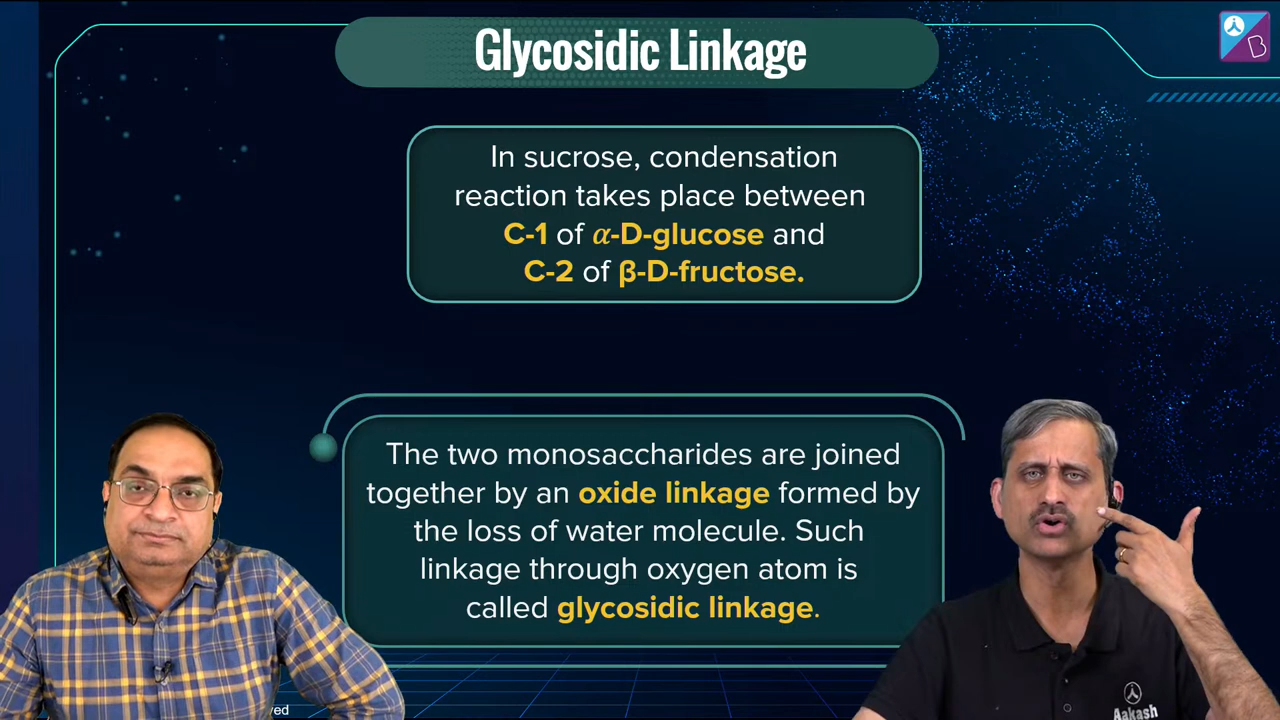 Glycosidic Linkage
In sucrose, condensation
reaction takes place between
C-1 of α-D-glucose and
C-2 of β-D-fructose.
The two monosaccharides are joined
together by an oxide linkage formed by
the loss of water molecule. Such
linkage through oxygen atom is
called glycosidic linkage.
Aakash
B